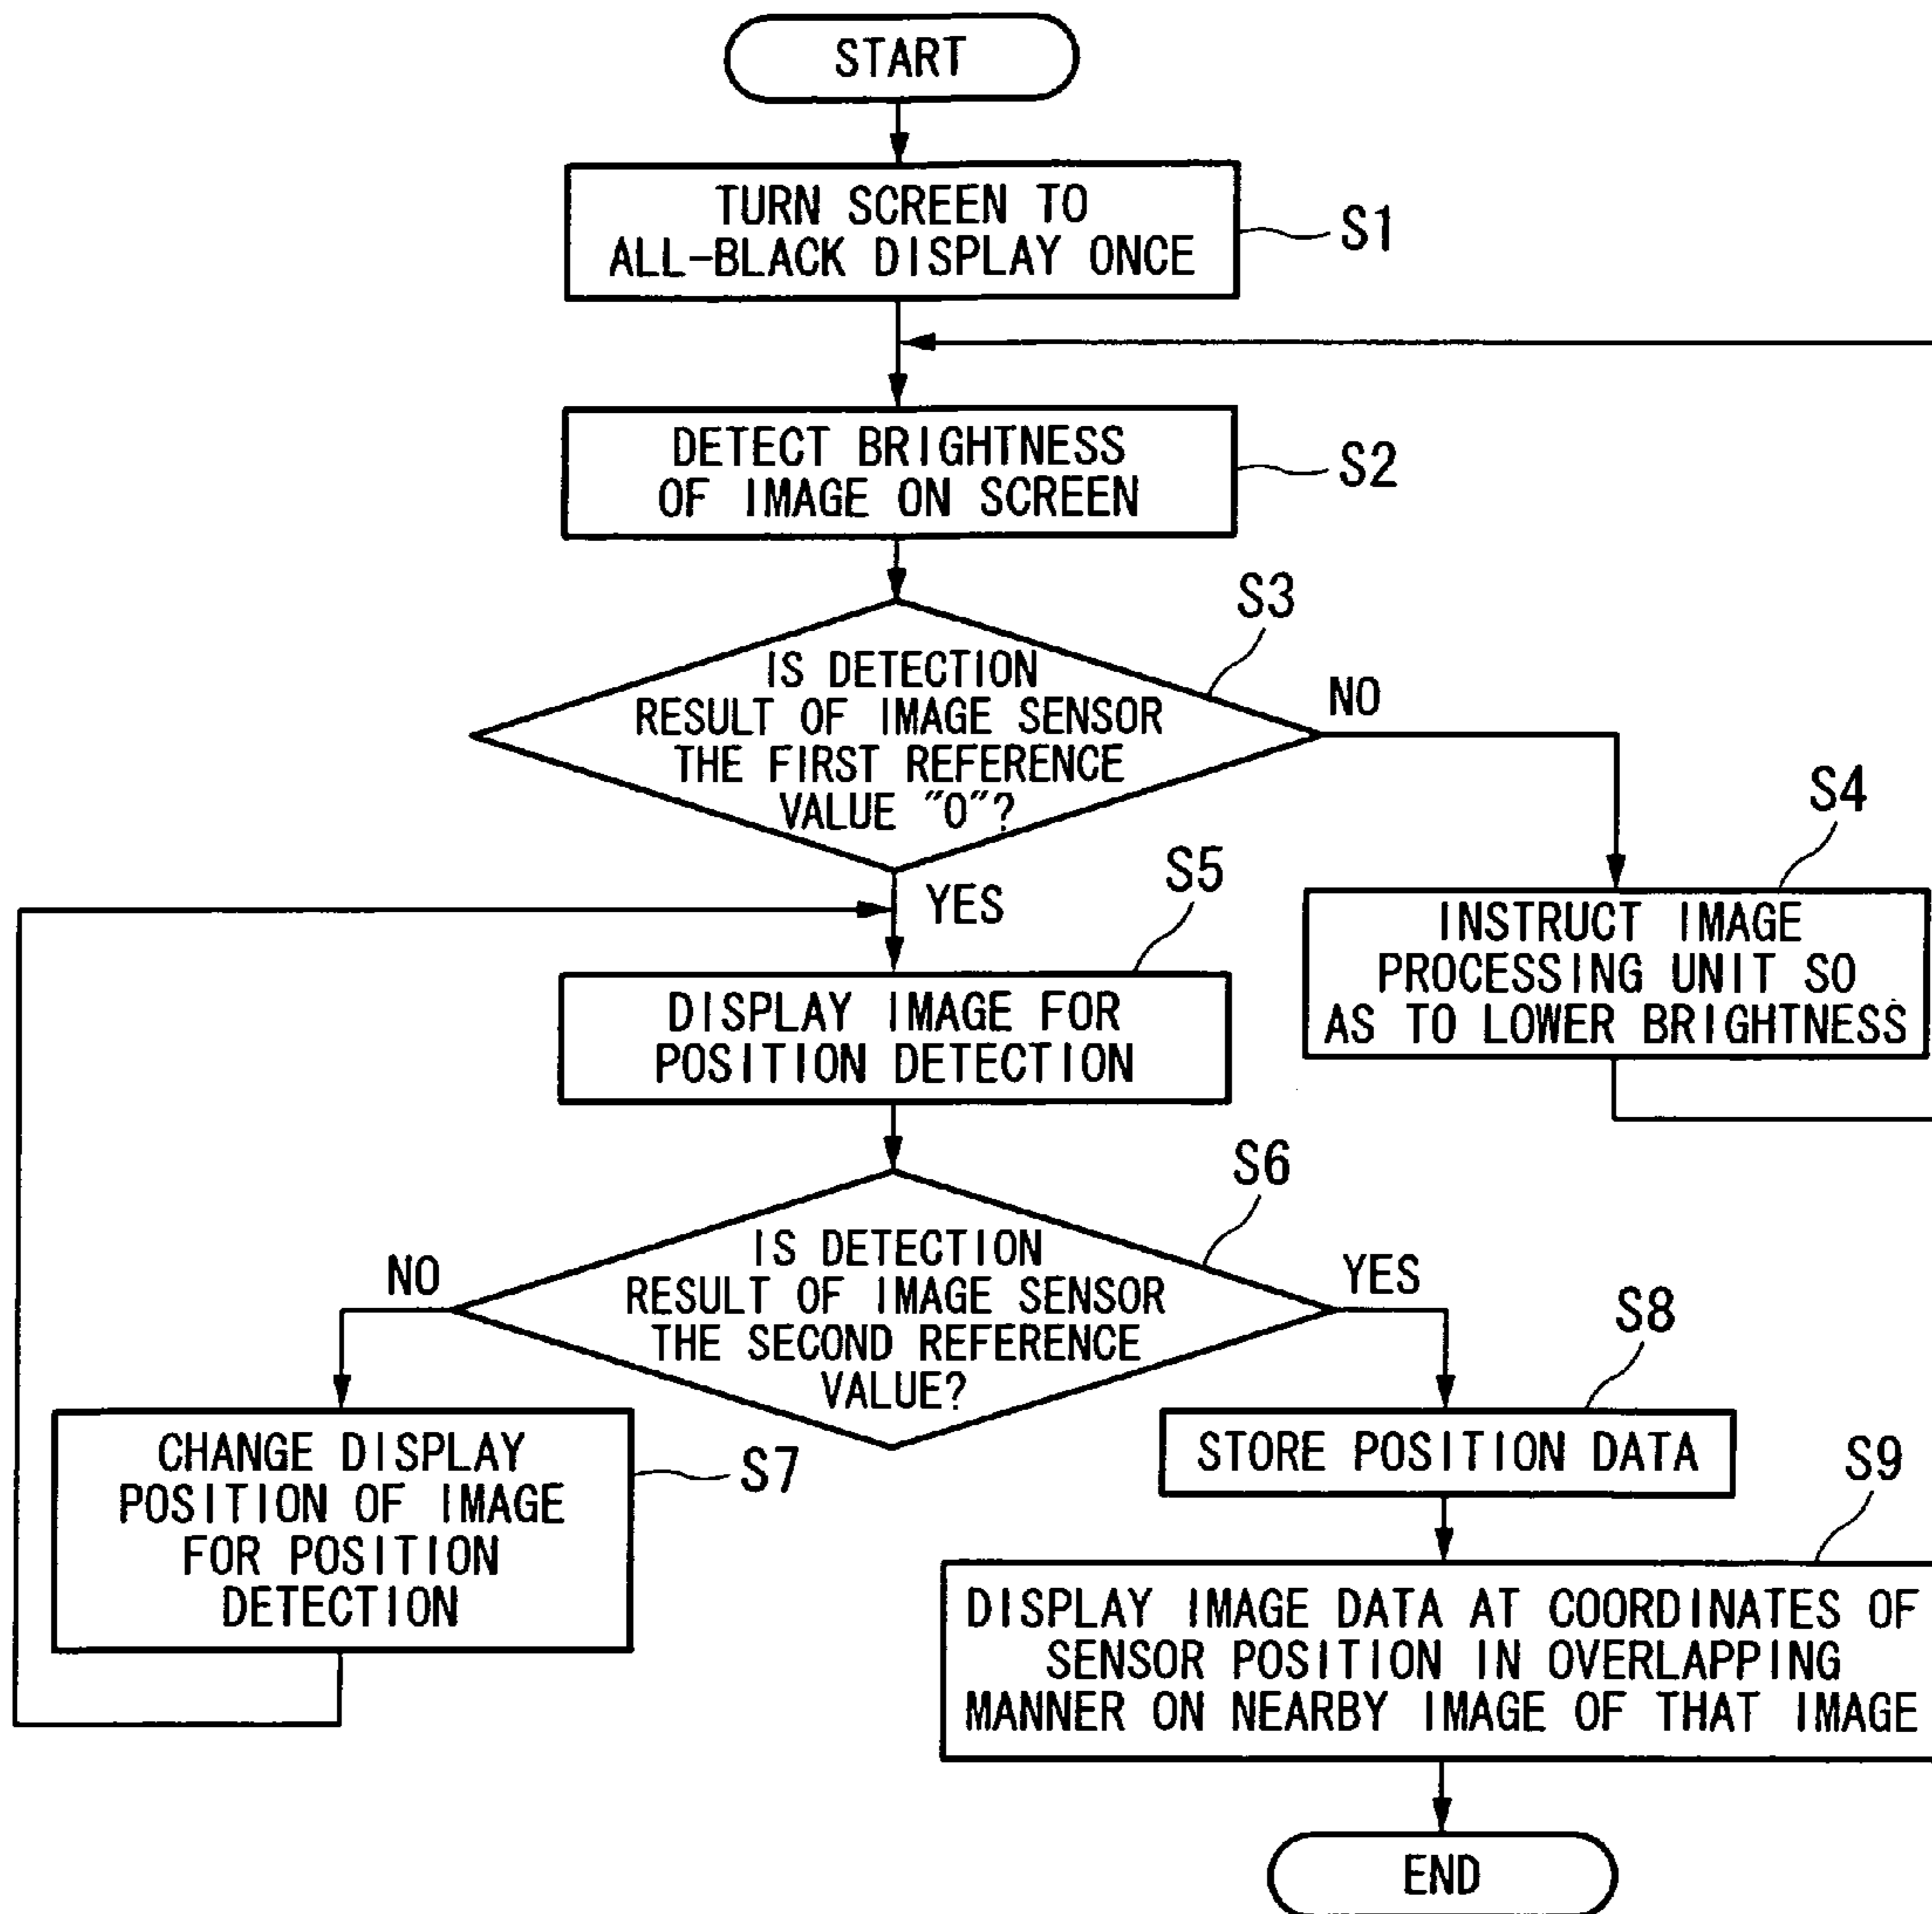 START
TURN SCREEN TO
ALL-BLACK DISPLAY ONCE
S1
DETECT BRIGHTNESS
OF IMAGE ON SCREEN
S2
S3
IS DETECTION
RESULT OF IMAGE SENSOR
THE FIRST REFERENCE
VALUE "0"?
NO
S4
INSTRUCT IMAGE
PROCESSING UNIT SO
AS TO LOWER BRIGHTNESS
YES
S5
DISPLAY IMAGE FOR
POSITION DETECTION
S6
IS DETECTION
RESULT OF IMAGE SENSOR
THE SECOND REFERENCE
VALUE?
NO
YES
CHANGE DISPLAY
POSITION OF IMAGE
FOR POSITION
DETECTION
S7
S8
STORE POSITION DATA
S9
DISPLAY IMAGE DATA AT COORDINATES OF
SENSOR POSITION IN OVERLAPPING
MANNER ON NEARBY IMAGE OF THAT IMAGE
END